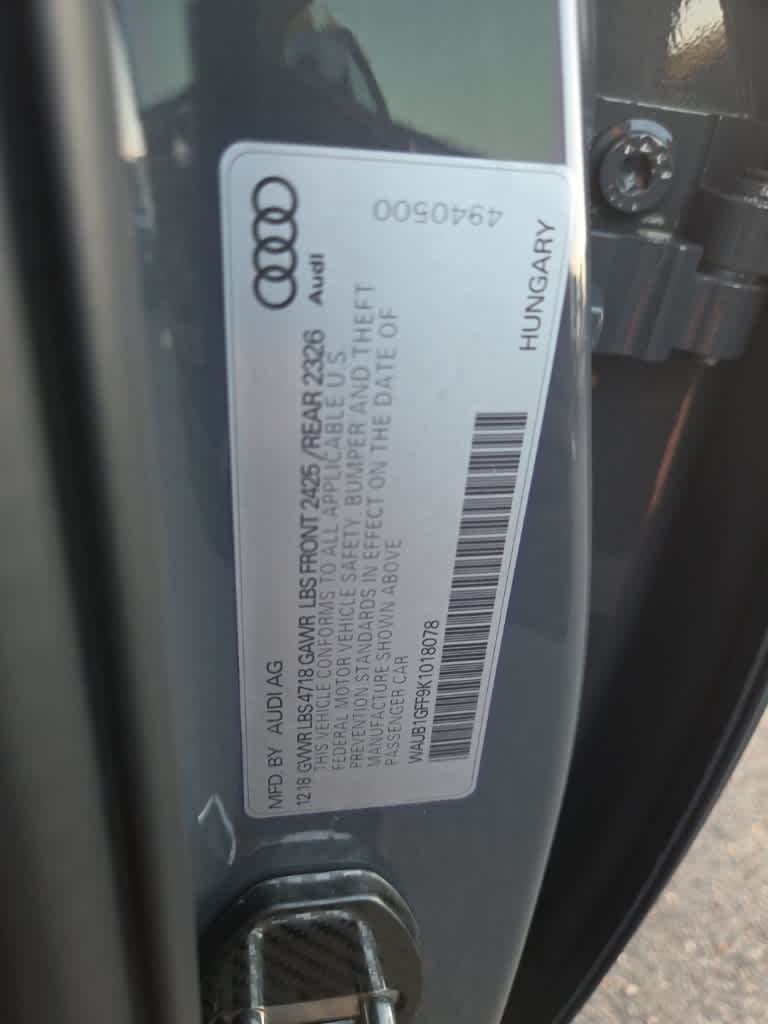 Audi
MFD. BY AUDI AG
1218 GVWR LBS 4718 GAWR LBS FRONT 2425 /REAR 2326
THIS VEHICLE CONFORMS TO ALL APPLICABLE U.S.
FEDERAL MOTOR VEHICLE SAFETY, BUMPER AND THEFT
PREVENTION STANDARDS IN EFFECT ON THE DATE OF
MANUFACTURE SHOWN ABOVE
PASSENGER CAR
WAUB1GFF9K1018078
HUNGARY
4940500